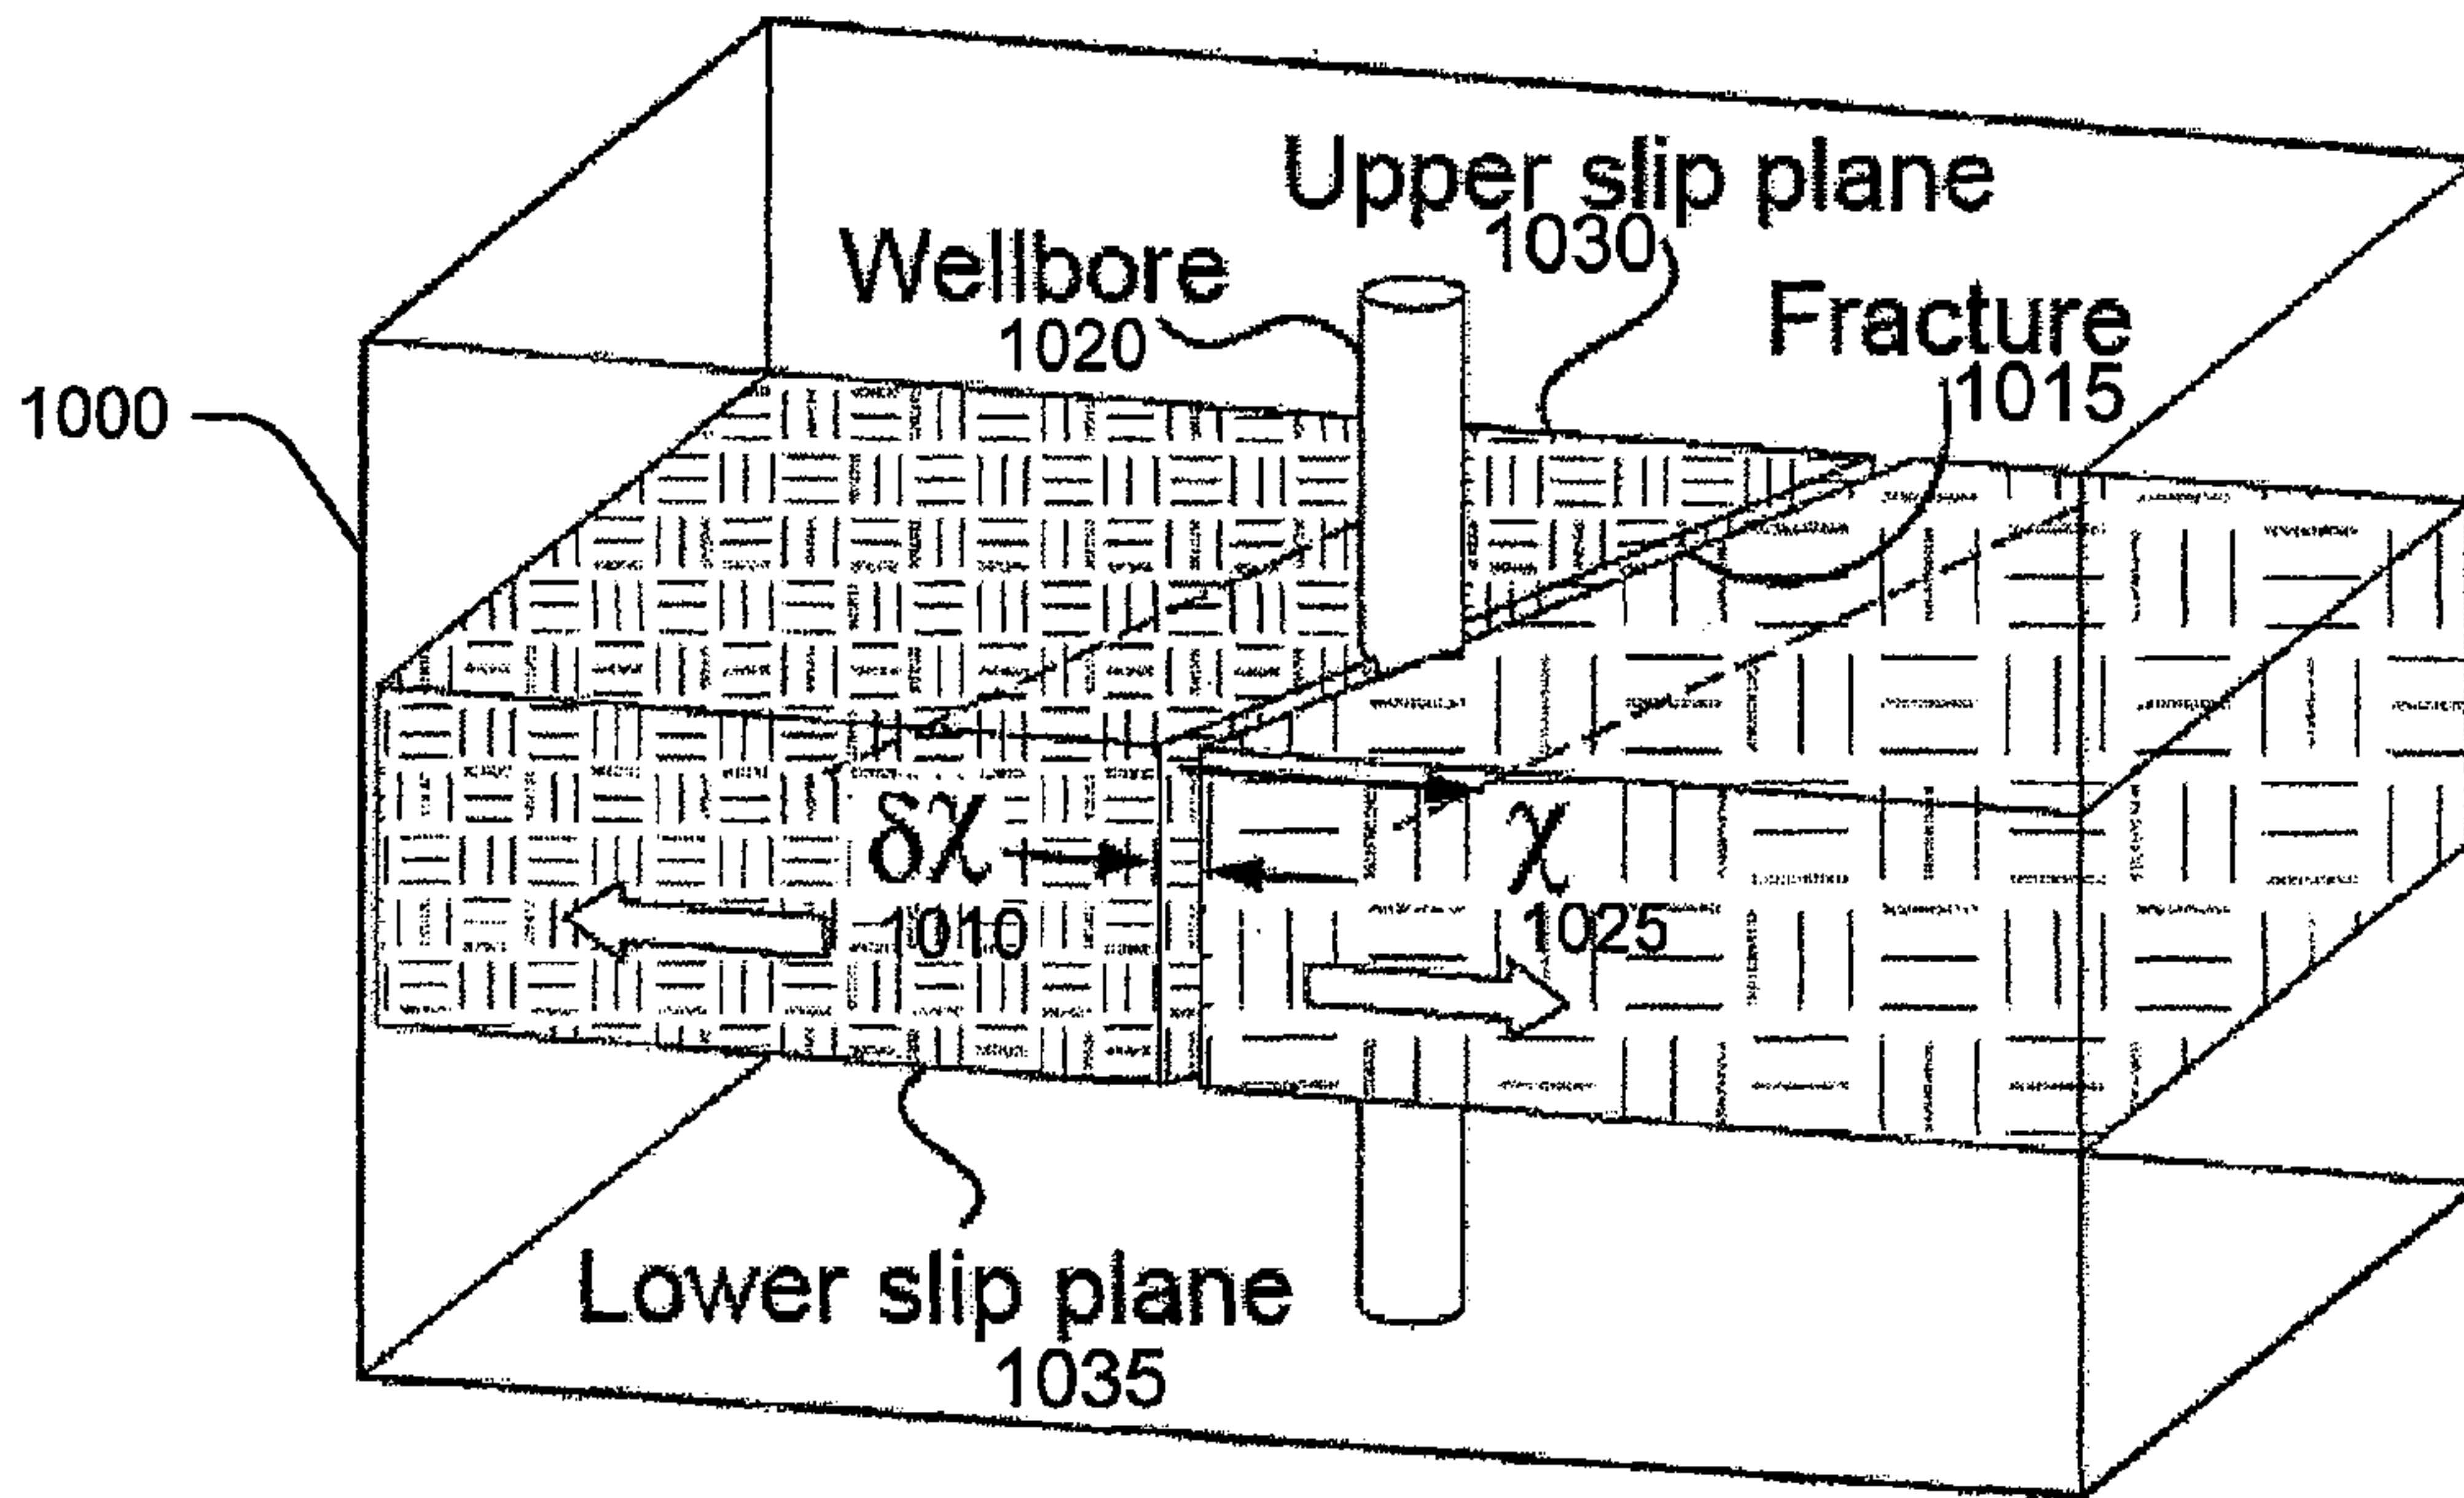 Upper slip plane
1030
Wellbore
1020
Fracture
1015
1000
δχ
1010
χ
1025
Lower slip plane
1035